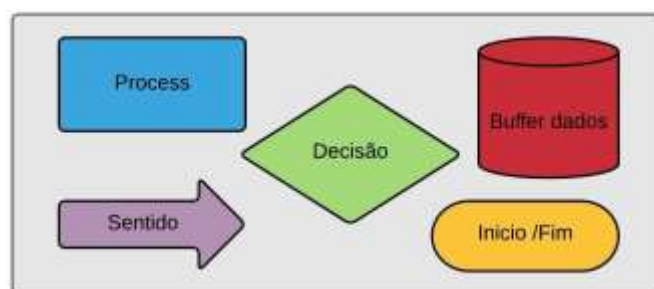 Process
Buffer dados
Decisão
Sentido
Inicio /Fim